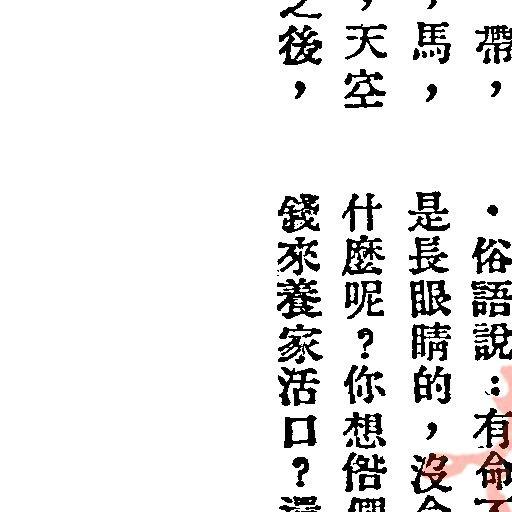 帶，
馬，
，天空
之後，
·俗語說：有命
是長眼睛的，沒
什麼呢？你想偺
錢來養家活口？還